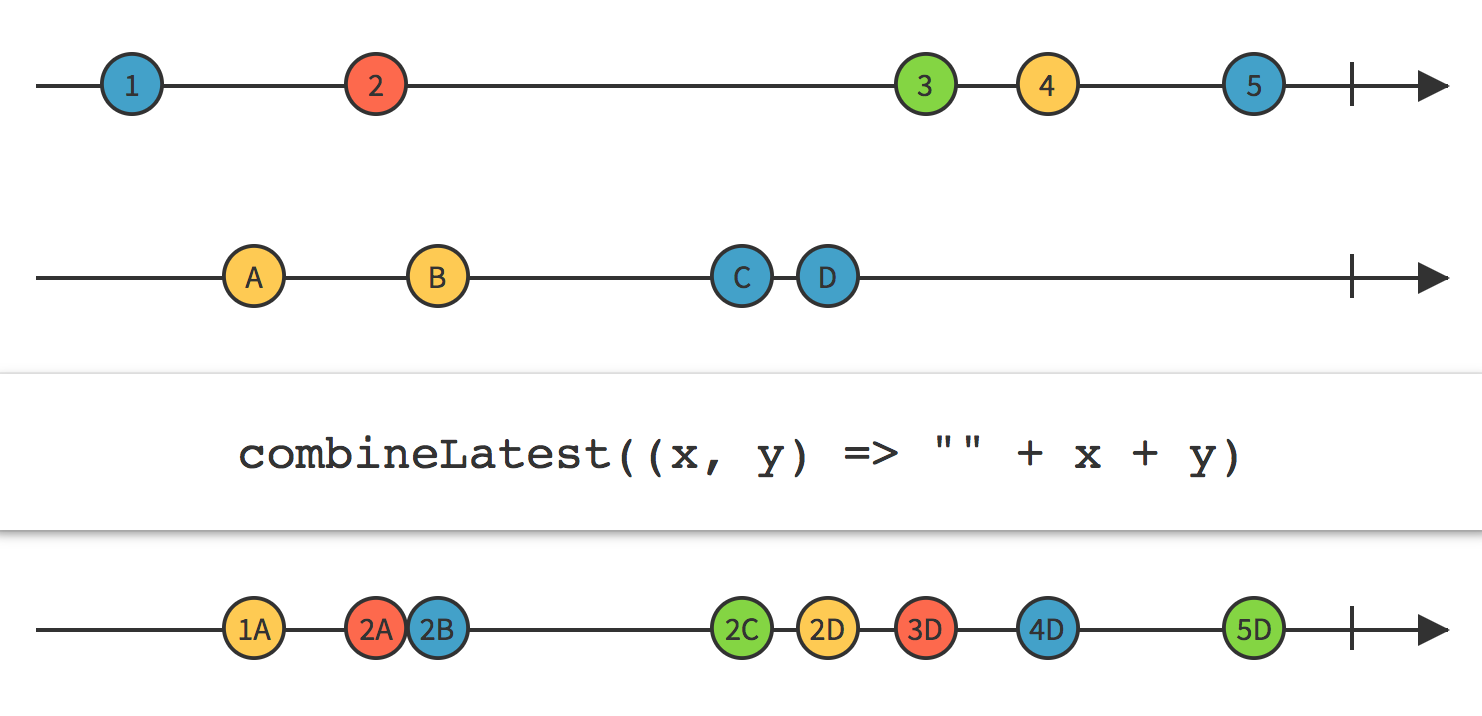 1 2 3 4 5
A B C D
combineLatest((x, y) => "" + x + y)
1A 2A 2B 2C 2D 3D 4D 5D